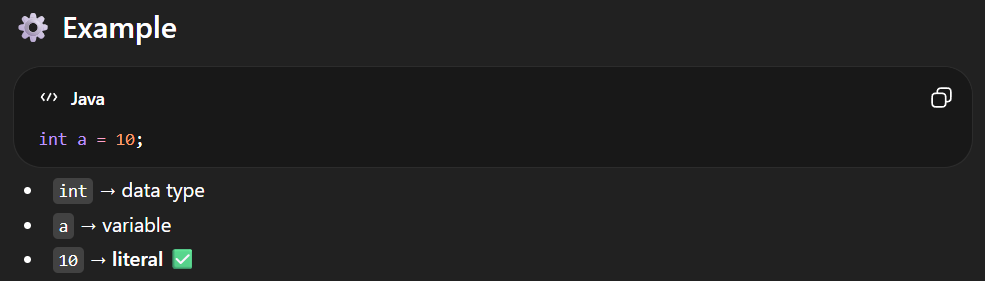 ⚙️ Example
</> Java
int a = 10;
• int → data type
• a → variable
• 10 → literal ✅